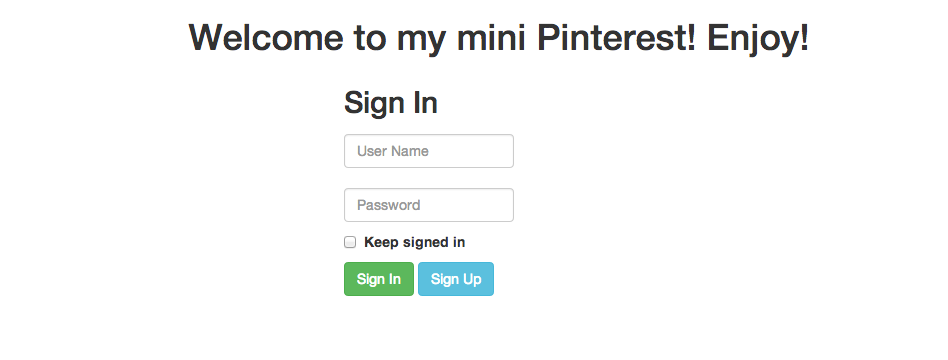 Welcome to my mini Pinterest! Enjoy!
Sign In
User Name
Password
Keep signed in
Sign In Sign Up